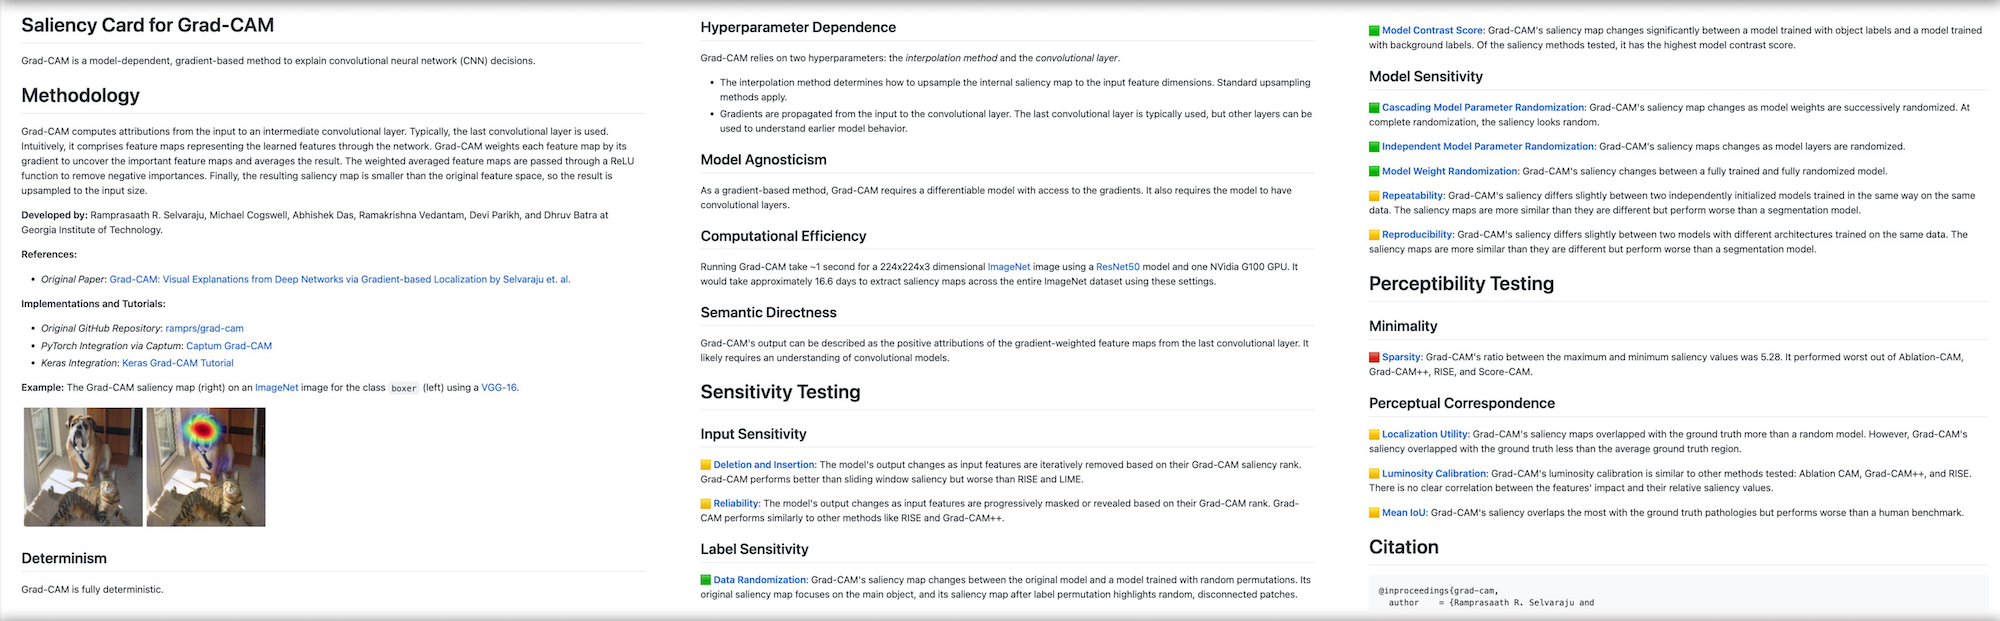 Saliency Card for Grad-CAM
Grad-CAM is a model-dependent, gradient-based method to explain convolutional neural network (CNN) decisions.
Methodology
Grad-CAM computes attributions from the input to an intermediate convolutional layer. Typically, the last convolutional layer is used.
Intuitively, it comprises feature maps representing the learned features through the network. Grad-CAM weights each feature map by its
gradient to uncover the important feature maps and averages the result. The weighted averaged feature maps are passed through a ReLU
function to remove negative importances. Finally, the resulting saliency map is smaller than the original feature space, so the result is
upsampled to the input size.
Developed by: Ramprasaath R. Selvaraju, Michael Cogswell, Abhishek Das, Ramakrishna Vedantam, Devi Parikh, and Dhruv Batra at
Georgia Institute of Technology.
References:
• Original Paper: Grad-CAM: Visual Explanations from Deep Networks via Gradient-based Localization by Selvaraju et. al.
Implementations and Tutorials:
• Original GitHub Repository: ramprs/grad-cam
• PyTorch Integration via Captum: Captum Grad-CAM
• Keras Integration: Keras Grad-CAM Tutorial
Example: The Grad-CAM saliency map (right) on an ImageNet image for the class boxer (left) using a VGG-16.
Determinism
Grad-CAM is fully deterministic.
Hyperparameter Dependence
Grad-CAM relies on two hyperparameters: the interpolation method and the convolutional layer.
• The interpolation method determines how to upsample the internal saliency map to the input feature dimensions. Standard upsampling
methods apply.
• Gradients are propagated from the input to the convolutional layer. The last convolutional layer is typically used, but other layers can be
used to understand earlier model behavior.
Model Agnosticism
As a gradient-based method, Grad-CAM requires a differentiable model with access to the gradients. It also requires the model to have
convolutional layers.
Computational Efficiency
Running Grad-CAM take ~1 second for a 224x224x3 dimensional ImageNet image using a ResNet50 model and one NVidia G100 GPU. It
would take approximately 16.6 days to extract saliency maps across the entire ImageNet dataset using these settings.
Semantic Directness
Grad-CAM's output can be described as the positive attributions of the gradient-weighted feature maps from the last convolutional layer. It
likely requires an understanding of convolutional models.
Sensitivity Testing
Input Sensitivity
Deletion and Insertion: The model's output changes as input features are iteratively removed based on their Grad-CAM saliency rank.
Grad-CAM performs better than sliding window saliency but worse than RISE and LIME.
Reliability: The model's output changes as input features are progressively masked or revealed based on their Grad-CAM rank. Grad-
CAM performs similarly to other methods like RISE and Grad-CAM++.
Label Sensitivity
Data Randomization: Grad-CAM's saliency map changes between the original model and a model trained with random permutations. Its
original saliency map focuses on the main object, and its saliency map after label permutation highlights random, disconnected patches.
Model Contrast Score: Grad-CAM's saliency map changes significantly between a model trained with object labels and a model trained
with background labels. Of the saliency methods tested, it has the highest model contrast score.
Model Sensitivity
Cascading Model Parameter Randomization: Grad-CAM's saliency map changes as model weights are successively randomized. At
complete randomization, the saliency looks random.
Independent Model Parameter Randomization: Grad-CAM's saliency maps changes as model layers are randomized.
Model Weight Randomization: Grad-CAM's saliency changes between a fully trained and fully randomized model.
Repeatability: Grad-CAM's saliency differs slightly between two independently initialized models trained in the same way on the same
data. The saliency maps are more similar than they are different but perform worse than a segmentation model.
Reproducibility: Grad-CAM's saliency differs slightly between two models with different architectures trained on the same data. The
saliency maps are more similar than they are different but perform worse than a segmentation model.
Perceptibility Testing
Minimality
Sparsity: Grad-CAM's ratio between the maximum and minimum saliency values was 5.28. It performed worst out of Ablation-CAM,
Grad-CAM++, RISE, and Score-CAM.
Perceptual Correspondence
Localization Utility: Grad-CAM's saliency maps overlapped with the ground truth more than a random model. However, Grad-CAM's
saliency overlapped with the ground truth less than the average ground truth region.
Luminosity Calibration: Grad-CAM's luminosity calibration is similar to other methods tested: Ablation CAM, Grad-CAM++, and RISE.
There is no clear correlation between the features' impact and their relative saliency values.
Mean IoU: Grad-CAM's saliency overlaps the most with the ground truth pathologies but performs worse than a human benchmark.
Citation
@inproceedings{grad-cam,
author = {Ramprasaath R. Selvaraju and